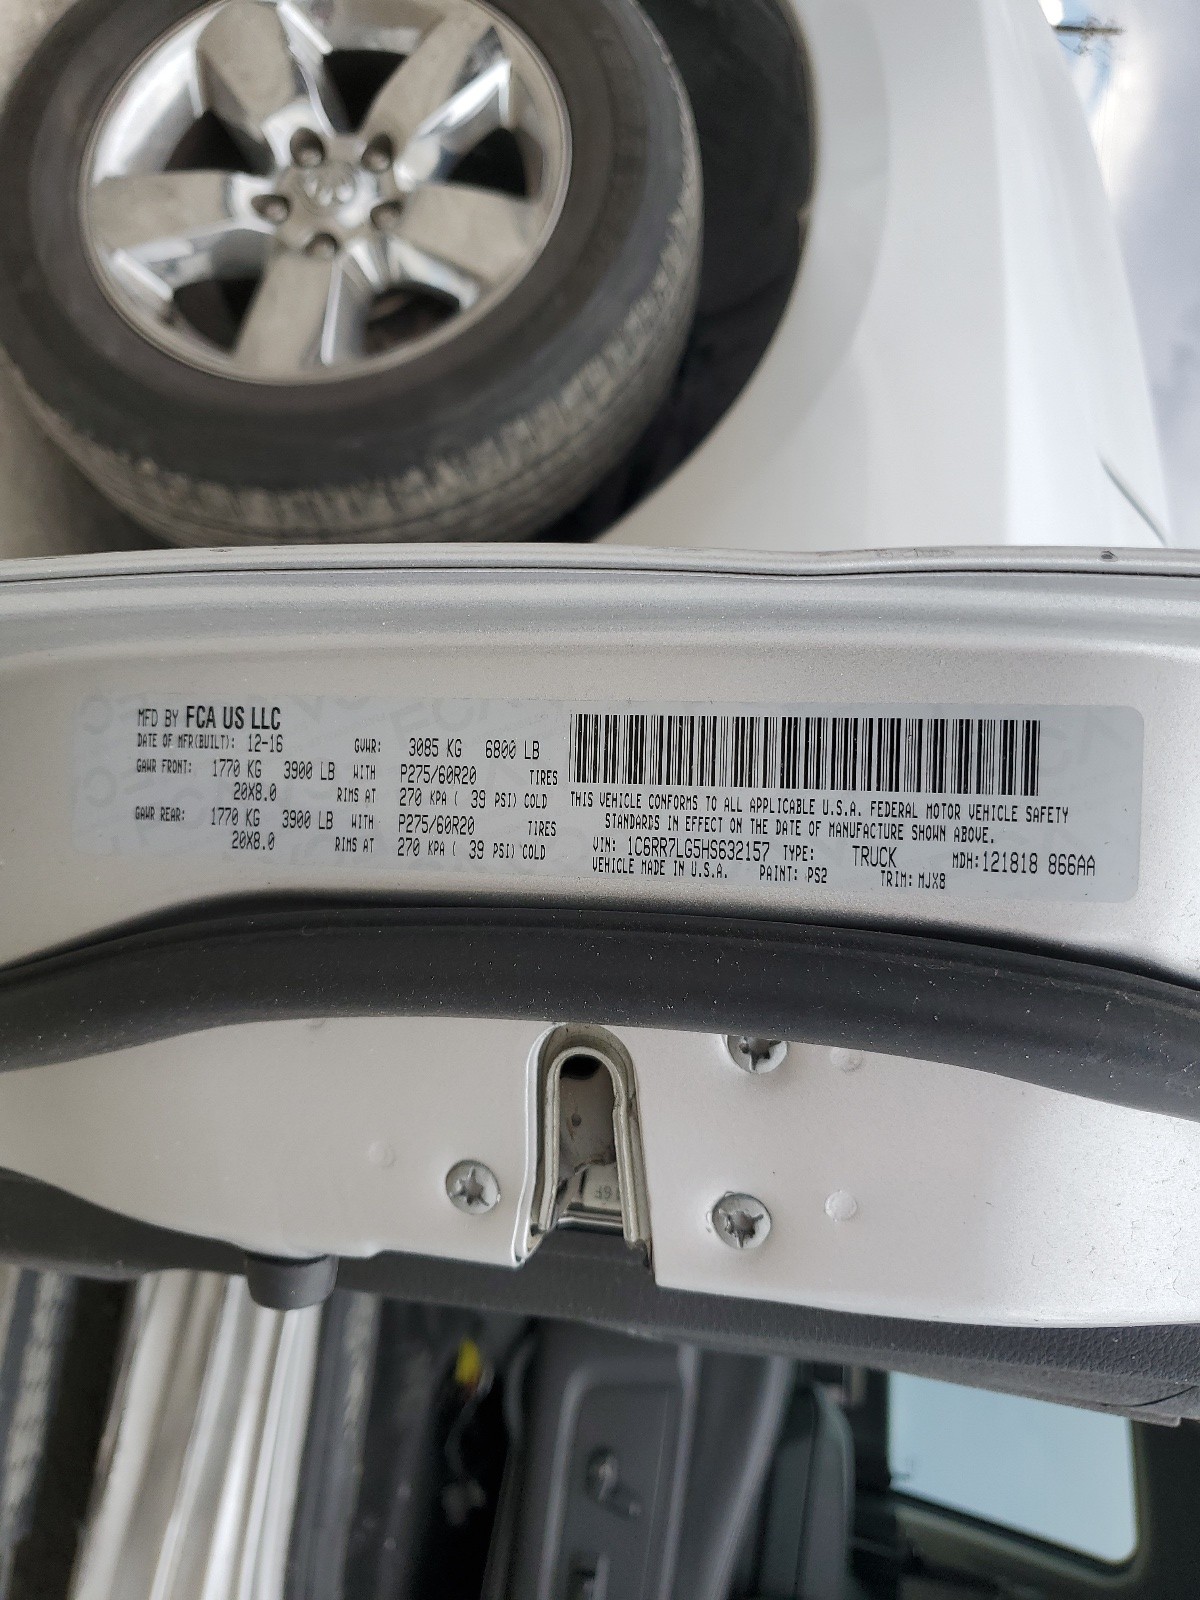 MFD BY FCA US LLC
DATE OF MFR(BUILT): 12-16 GVWR: 3085 KG 6800 LB
GAWR FRONT: 1770 KG 3900 LB WITH P275/60R20 TIRES
20X8.0 RIMS AT 270 KPA ( 39 PSI) COLD
GAWR REAR: 1770 KG 3900 LB WITH P275/60R20 TIRES
20X8.0 RIMS AT 270 KPA ( 39 PSI) COLD
THIS VEHICLE CONFORMS TO ALL APPLICABLE U.S.A. FEDERAL MOTOR VEHICLE SAFETY
STANDARDS IN EFFECT ON THE DATE OF MANUFACTURE SHOWN ABOVE.
VIN: 1C6RR7LG5HS632157 TYPE: TRUCK MDH:121818 866AA
VEHICLE MADE IN U.S.A. PAINT: PS2 TRIM: MJX8